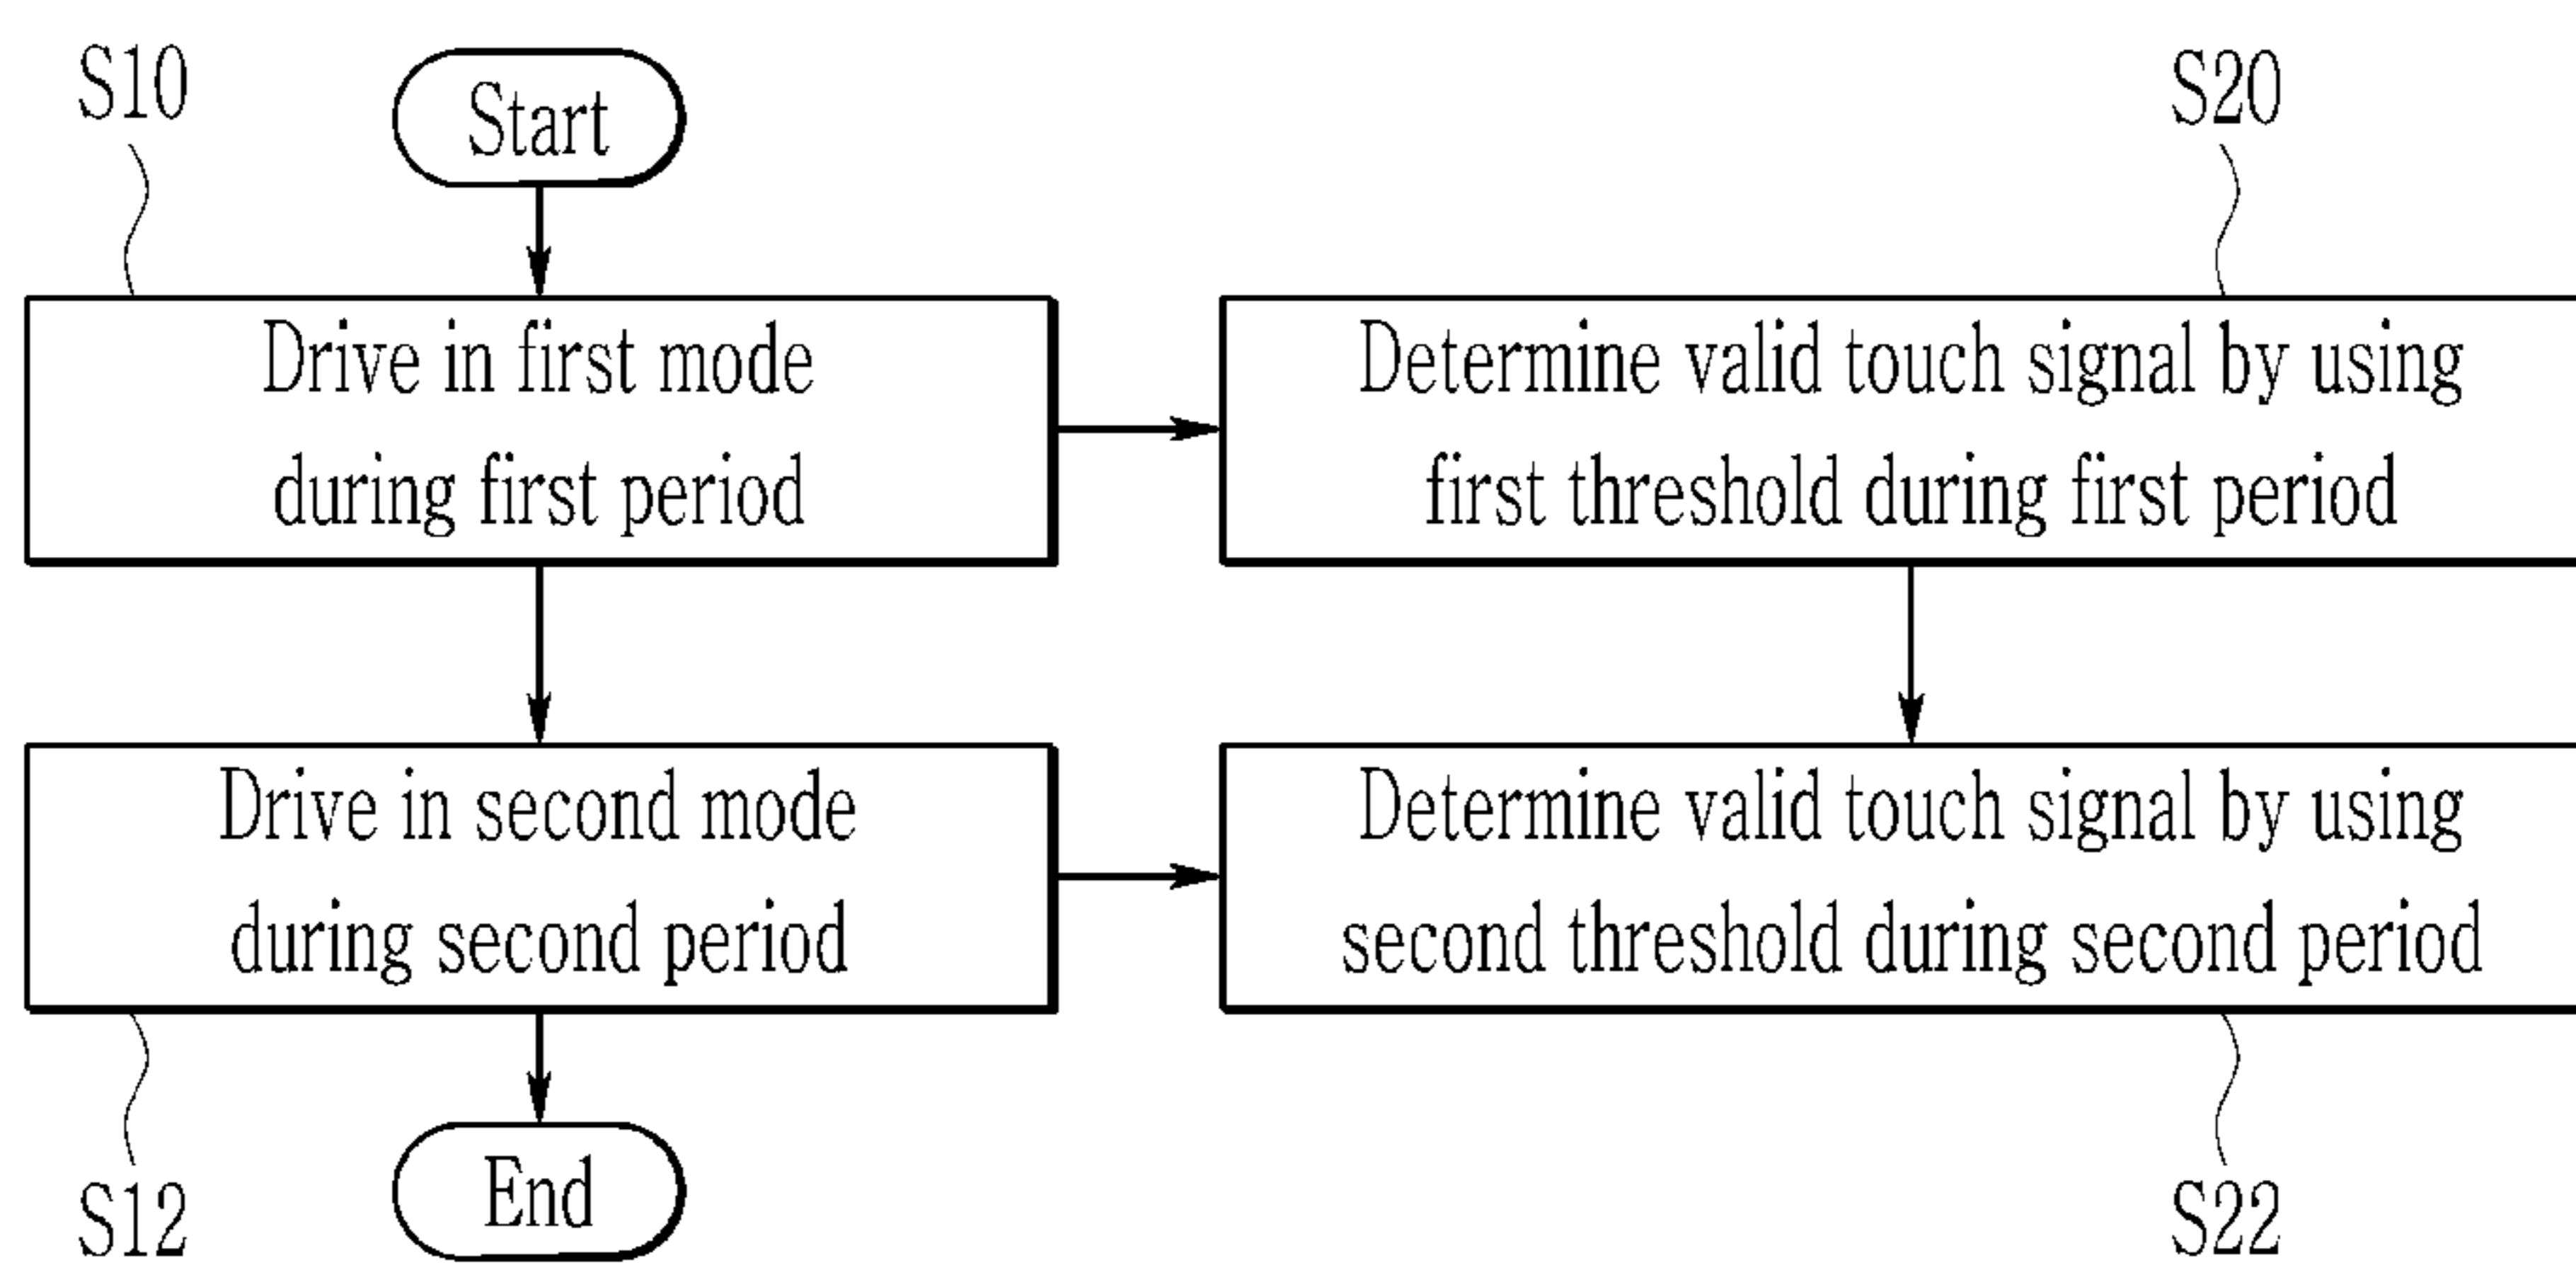 S10
Start
S20
Drive in first mode
during first period
Determine valid touch signal by using
first threshold during first period
Drive in second mode
during second period
Determine valid touch signal by using
second threshold during second period
S12
End
S22